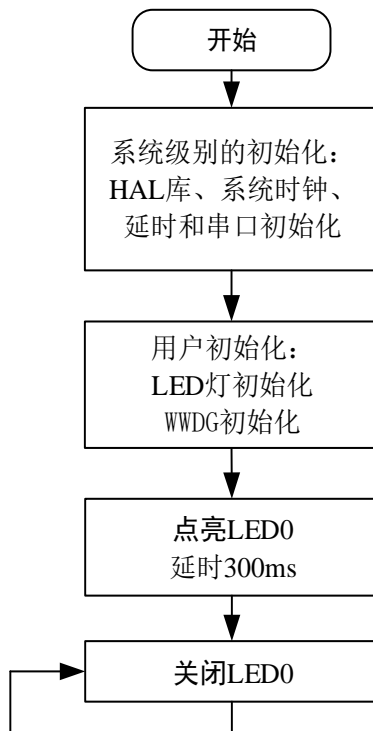 开始
系统级别的初始化：
HAL库、系统时钟、
延时和串口初始化
用户初始化：
LED灯初始化
WWDG初始化
点亮LED0
延时300ms
关闭LED0